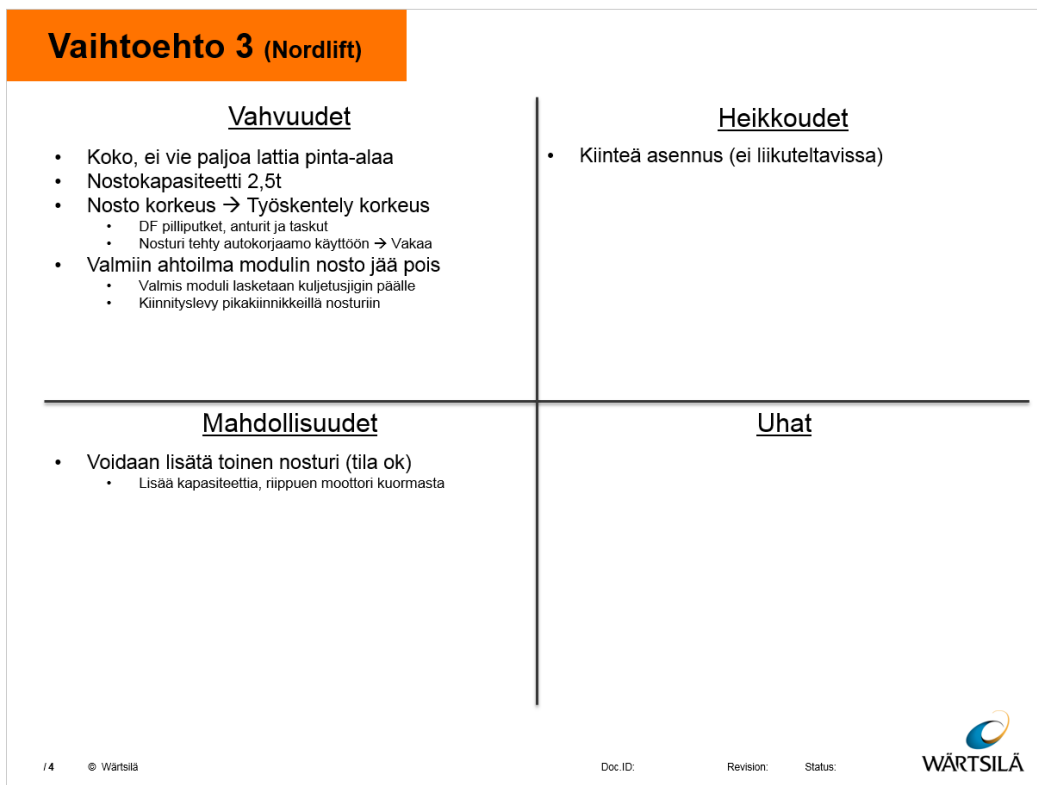 Vaihtoehto 3 (Nordlift)
Vahvuudet
• Koko, ei vie paljoa lattia pinta-alaa
• Nostokapasiteetti 2,5t
• Nosto korkeus → Työskentely korkeus
• DF pilliputket, anturit ja taskut
• Nosturi tehty autokorjaamo käyttöön → Vakaa
• Valmiin ahtoilma modulin nosto jää pois
• Valmis moduli lasketaan kuljetusjigin päälle
• Kiinnityslevy pikakiinnikkeillä nosturiin
Heikkoudet
• Kiinteä asennus (ei liikuteltavissa)
Mahdollisuudet
• Voidaan lisätä toinen nosturi (tila ok)
• Lisää kapasiteettia, riippuen moottori kuormasta
Uhat
/ 4 © Wärtsilä Doc.ID: Revision: Status:
WÄRTSILÄ